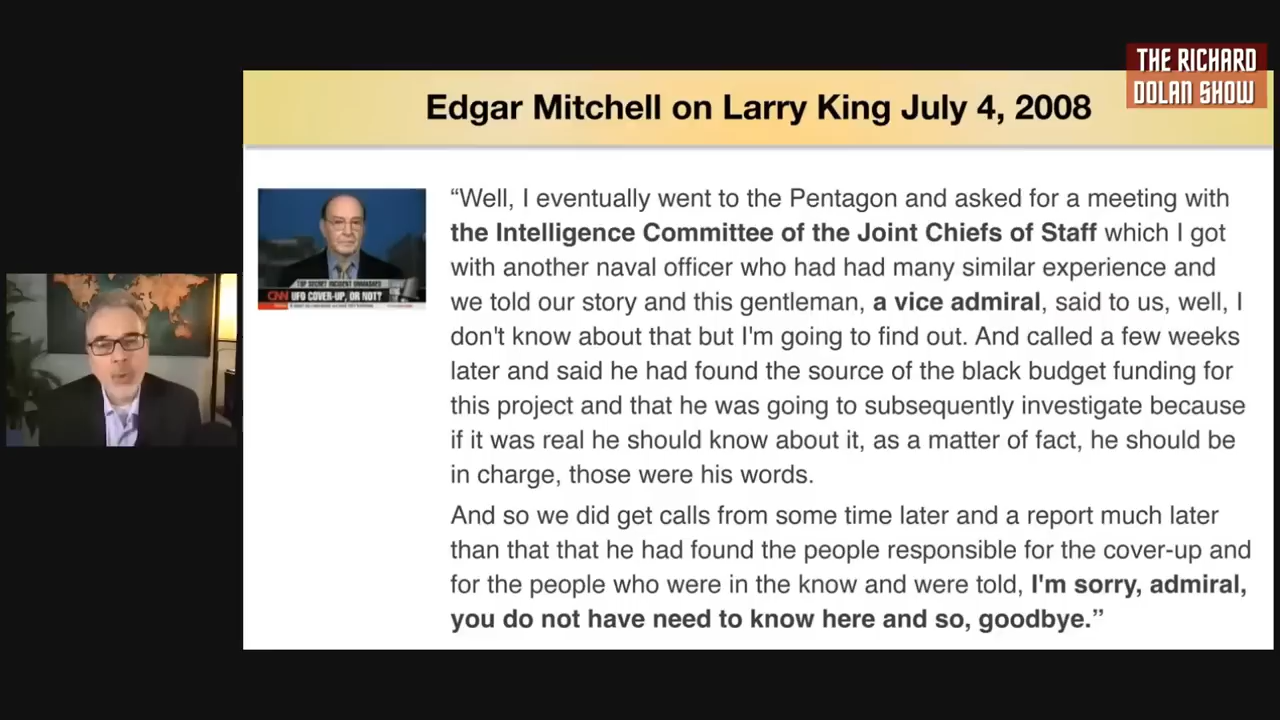 THE RICHARD
DOLAN SHOW
Edgar Mitchell on Larry King July 4, 2008
“Well, I eventually went to the Pentagon and asked for a meeting with
the Intelligence Committee of the Joint Chiefs of Staff which I got
with another naval officer who had had many similar experience and
we told our story and this gentleman, a vice admiral, said to us, well, I
don't know about that but I'm going to find out. And called a few weeks
later and said he had found the source of the black budget funding for
this project and that he was going to subsequently investigate because
if it was real he should know about it, as a matter of fact, he should be
in charge, those were his words.
And so we did get calls from some time later and a report much later
than that that he had found the people responsible for the cover-up and
for the people who were in the know and were told, I'm sorry, admiral,
you do not have need to know here and so, goodbye.”
TOP SECRET INCIDENT UNMASKED
CNN UFO COVER-UP, OR NOT?